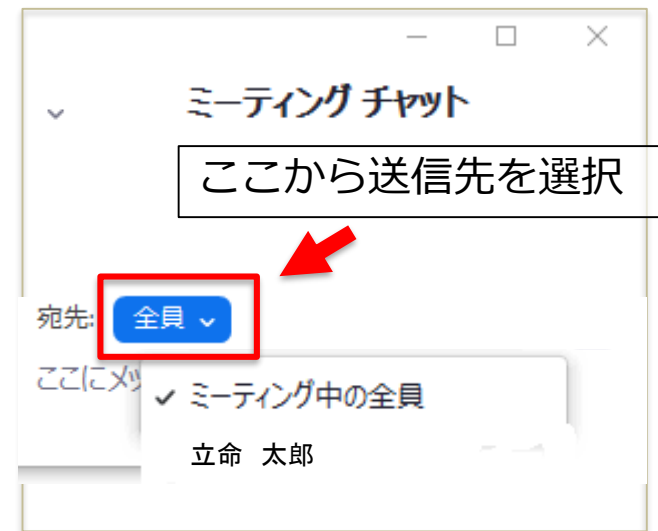 ミーティング チャット
ここから送信先を選択
宛先: 全員
ここにメッ
ミーティング中の全員
立命 太郎